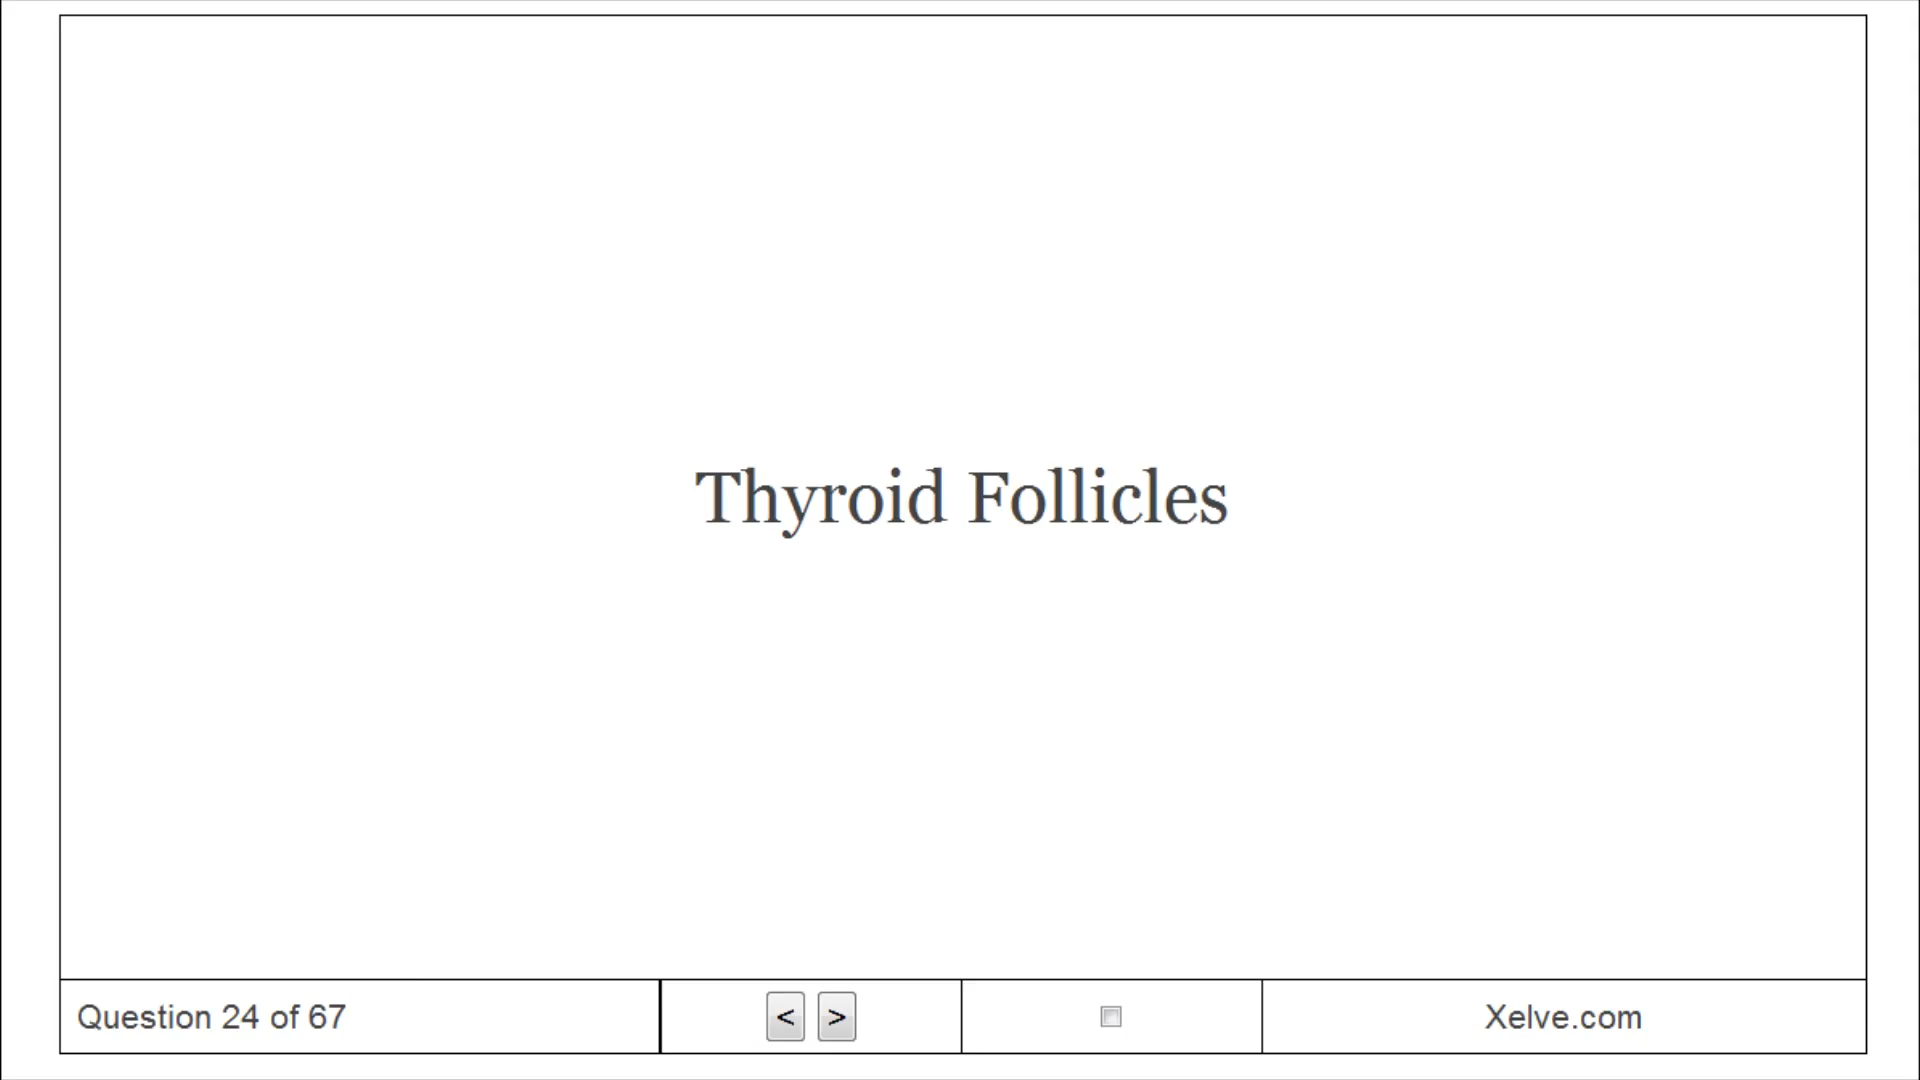 Thyroid Follicles
Question 24 of 67
< >
Xelve.com